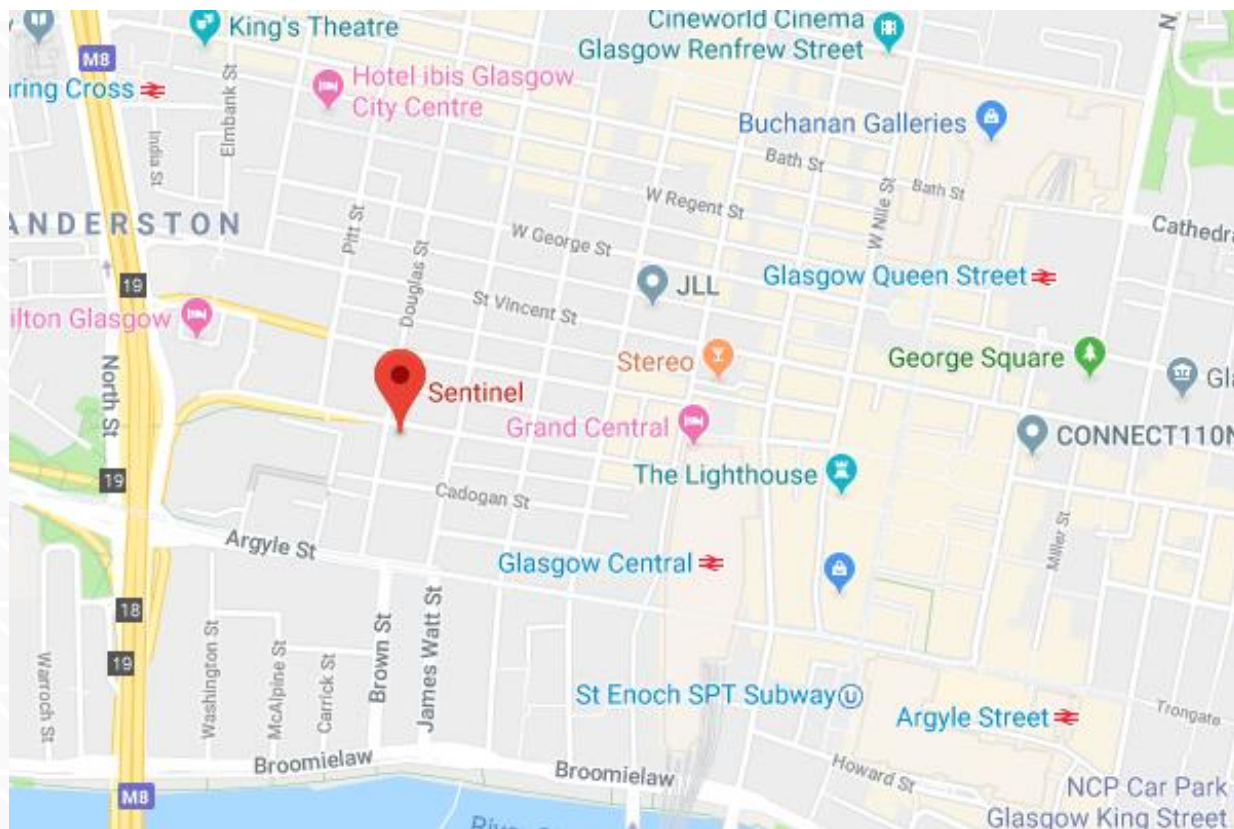 King's Theatre
Cineworld Cinema
Glasgow Renfrew Street
N
M8
aring Cross
Hotel ibis Glasgow
City Centre
Elmbank St
India St
Buchanan Galleries
Bath St
Bath St
W Regent St
W Nile St
ANDERSTON
Pitt St
Douglas St
W George St
Cathedra
19
JLL
Glasgow Queen Street
St Vincent St
ilton Glasgow
Stereo
George Square
Gla
North St
Sentinel
Grand Central
CONNECT110N
The Lighthouse
19
Cadogan St
Argyle St
Glasgow Central
Miller St
18
19
Warroch St
Washington St
McAlpine St
Carrick St
Brown St
James Watt St
St Enoch SPT Subway
U
Argyle Street
Trongate
Broomielaw
Broomielaw
Howard St
M8
NCP Car Park
Glasgow King Street